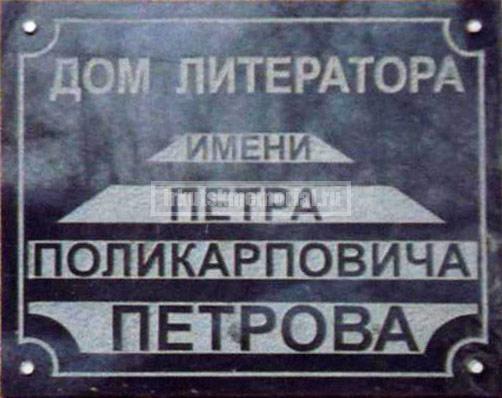 ДОМ ЛИТЕРАТОРА
ИМЕНИ
ПЕТРА
ПОЛИКАРПОВИЧА
ПЕТРОВА